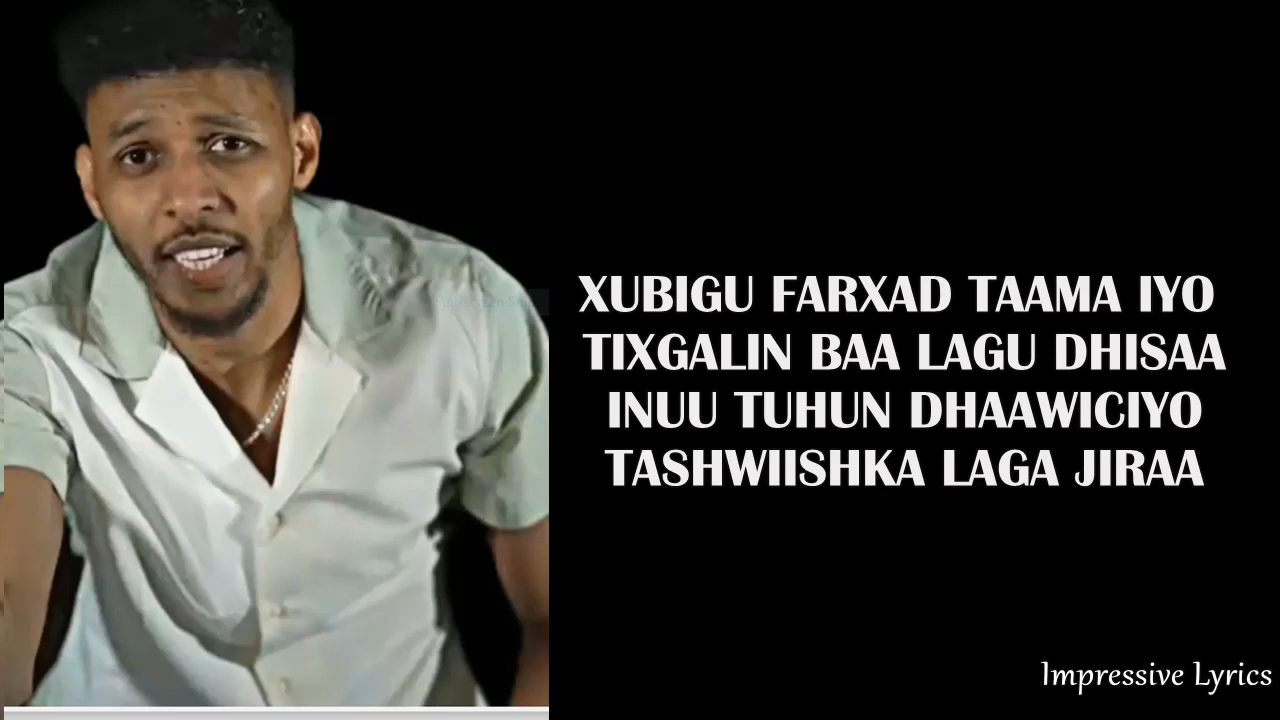 XUBIGU FARXAD TAAMA IYO
TIXGALIN BAA LAGU DHISAA
INUU TUHUN DHAAWICIYO
TASHWIISHKA LAGA JIRAA
Impressive Lyrics